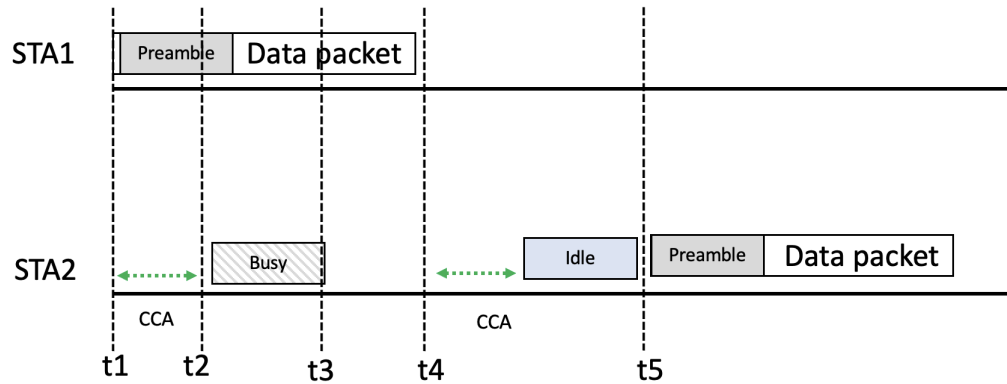 STA1
Preamble Data packet
STA2
Busy
Idle
Preamble Data packet
CCA
CCA
t1 t2 t3 t4 t5